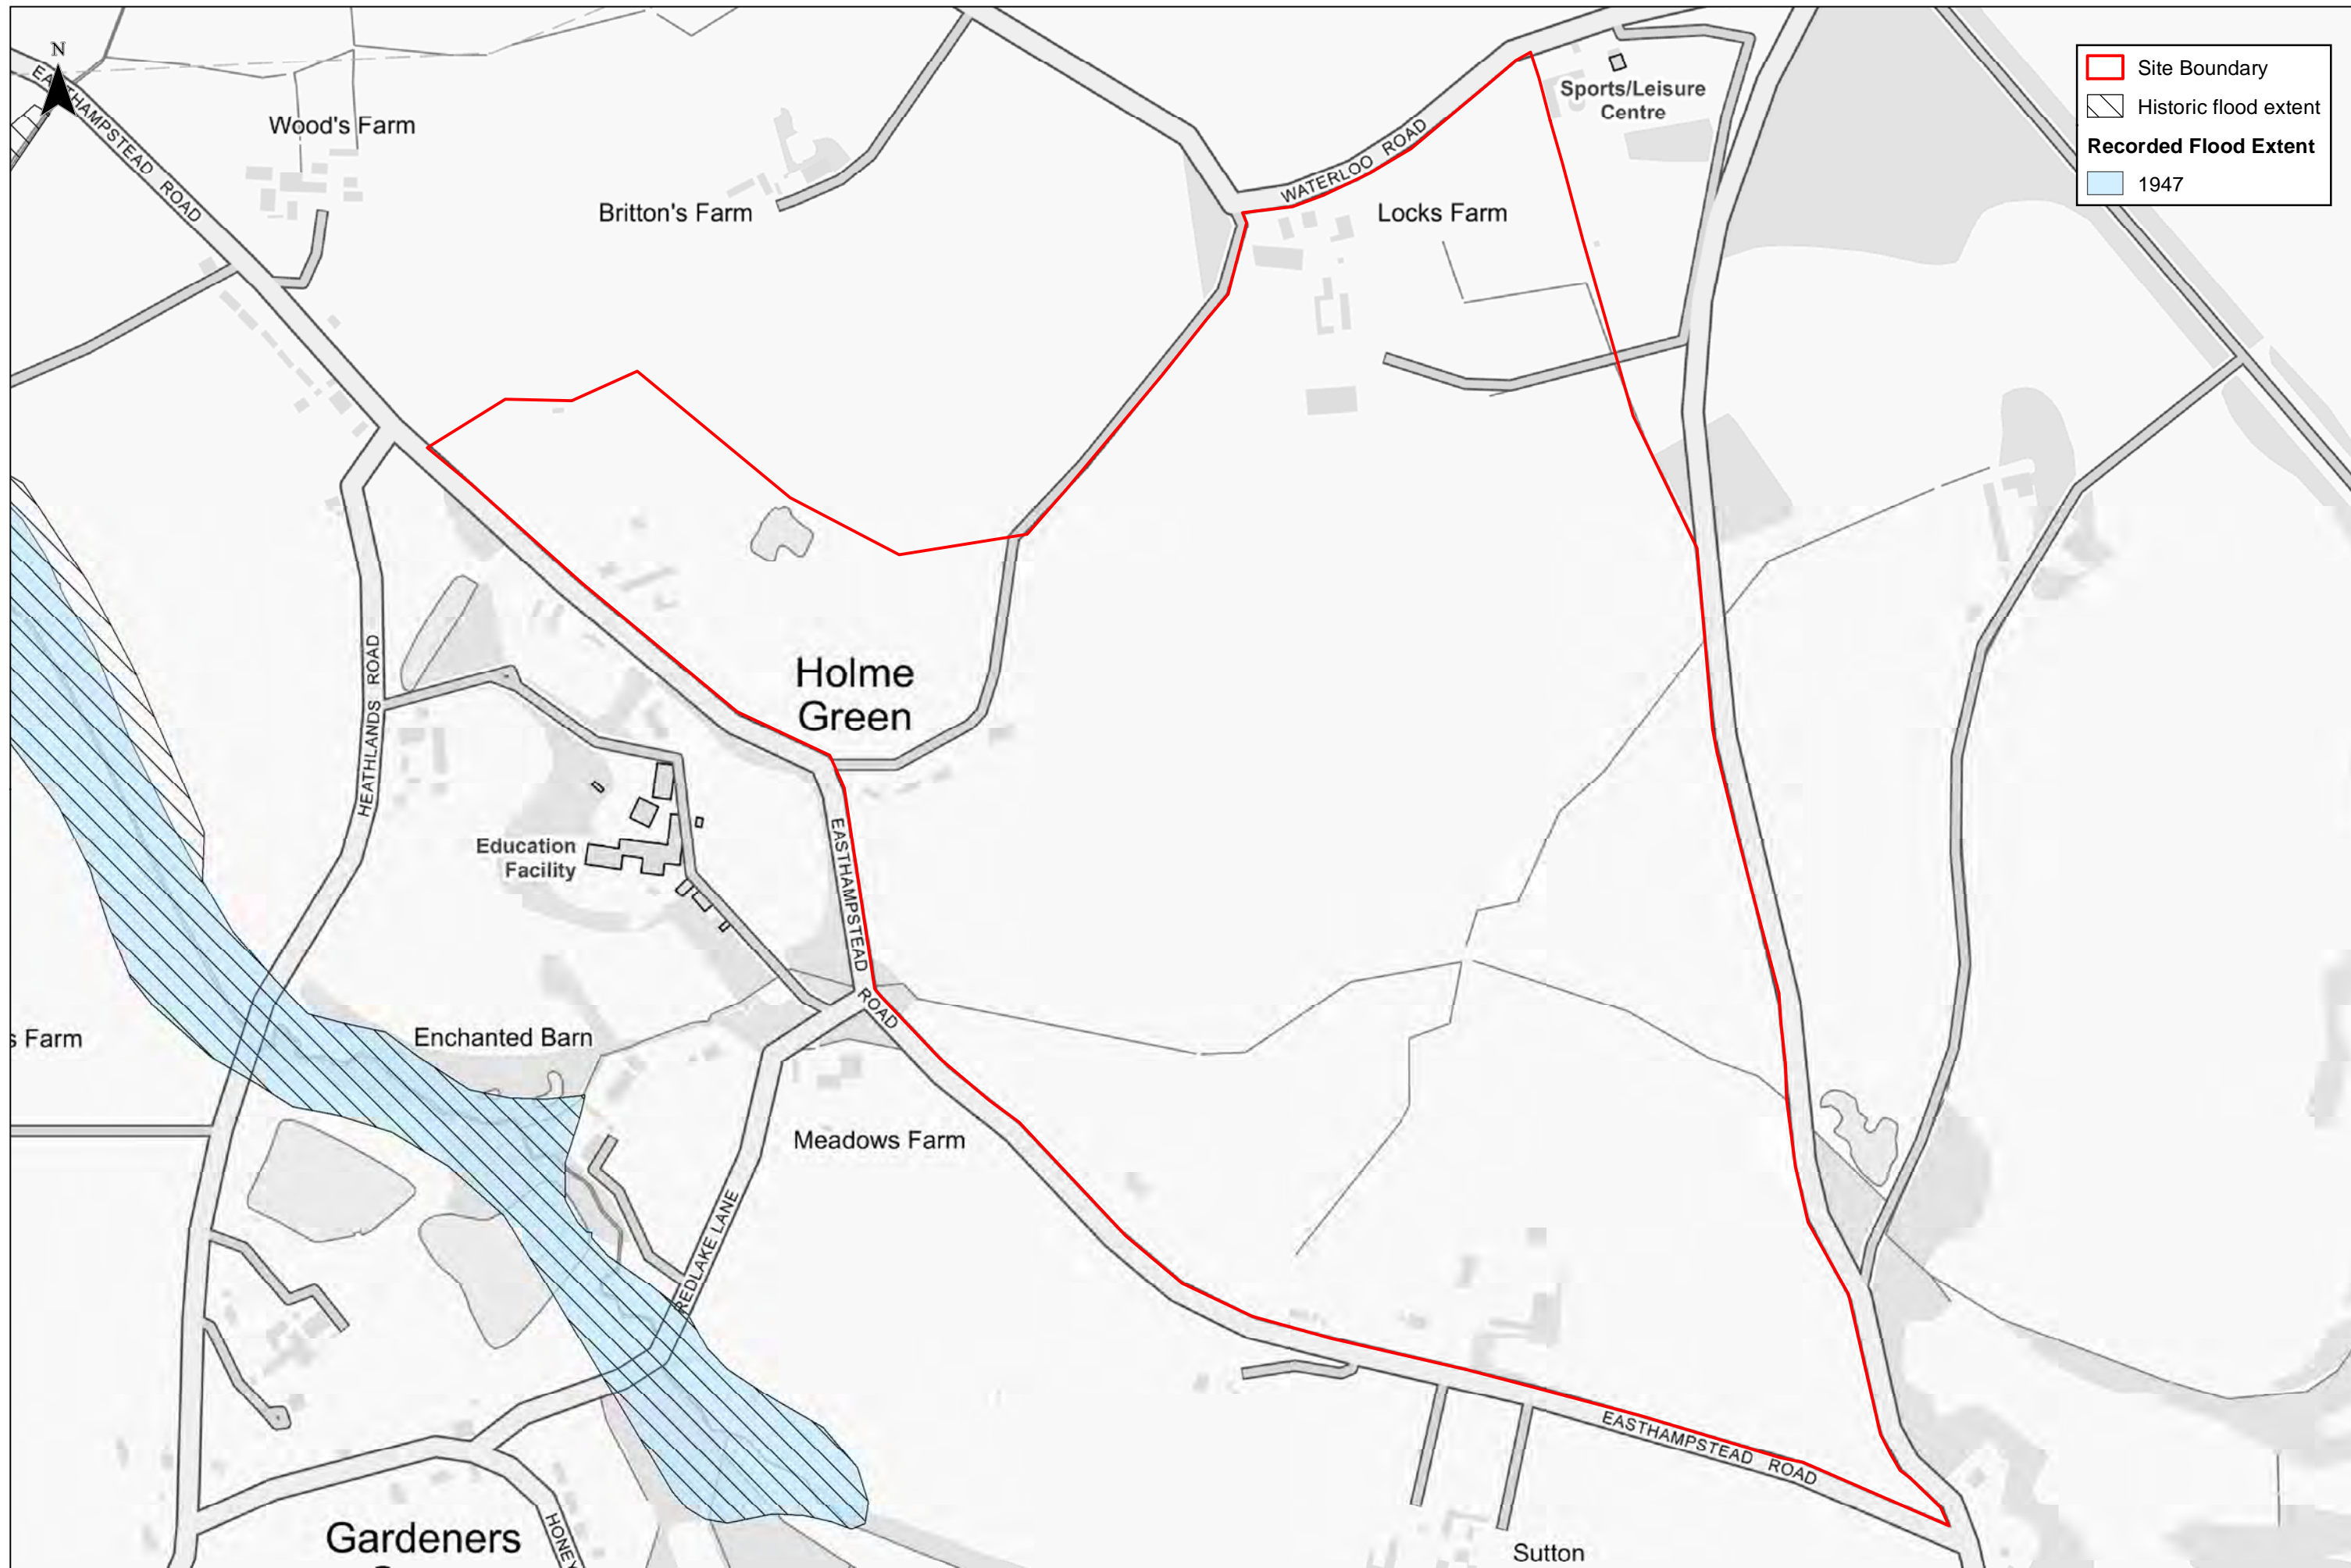 N
EASTHAMPSTEAD ROAD
Wood's Farm
Britton's Farm
WATERLOO ROAD
Sports/Leisure
Centre
Locks Farm
Site Boundary
Historic flood extent
Recorded Flood Extent
1947
HEATHLANDS ROAD
Holme
Green
Education
Facility
EASTHAMPSTEAD
ROAD
s Farm
Enchanted Barn
Meadows Farm
REDLAKE LANE
EASTHAMPSTEAD ROAD
Gardeners
HONEY
Sutton